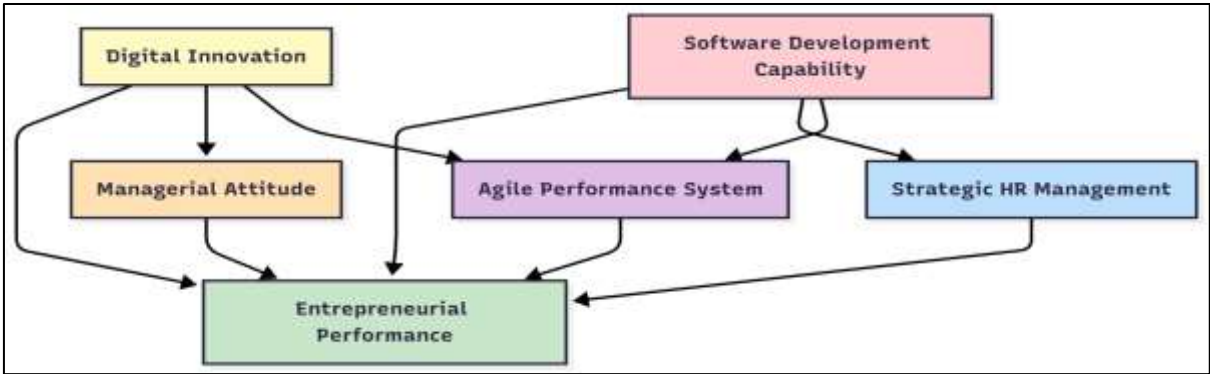 Digital Innovation
Software Development
Capability
Managerial Attitude
Agile Performance System
Strategic HR Management
Entrepreneurial
Performance